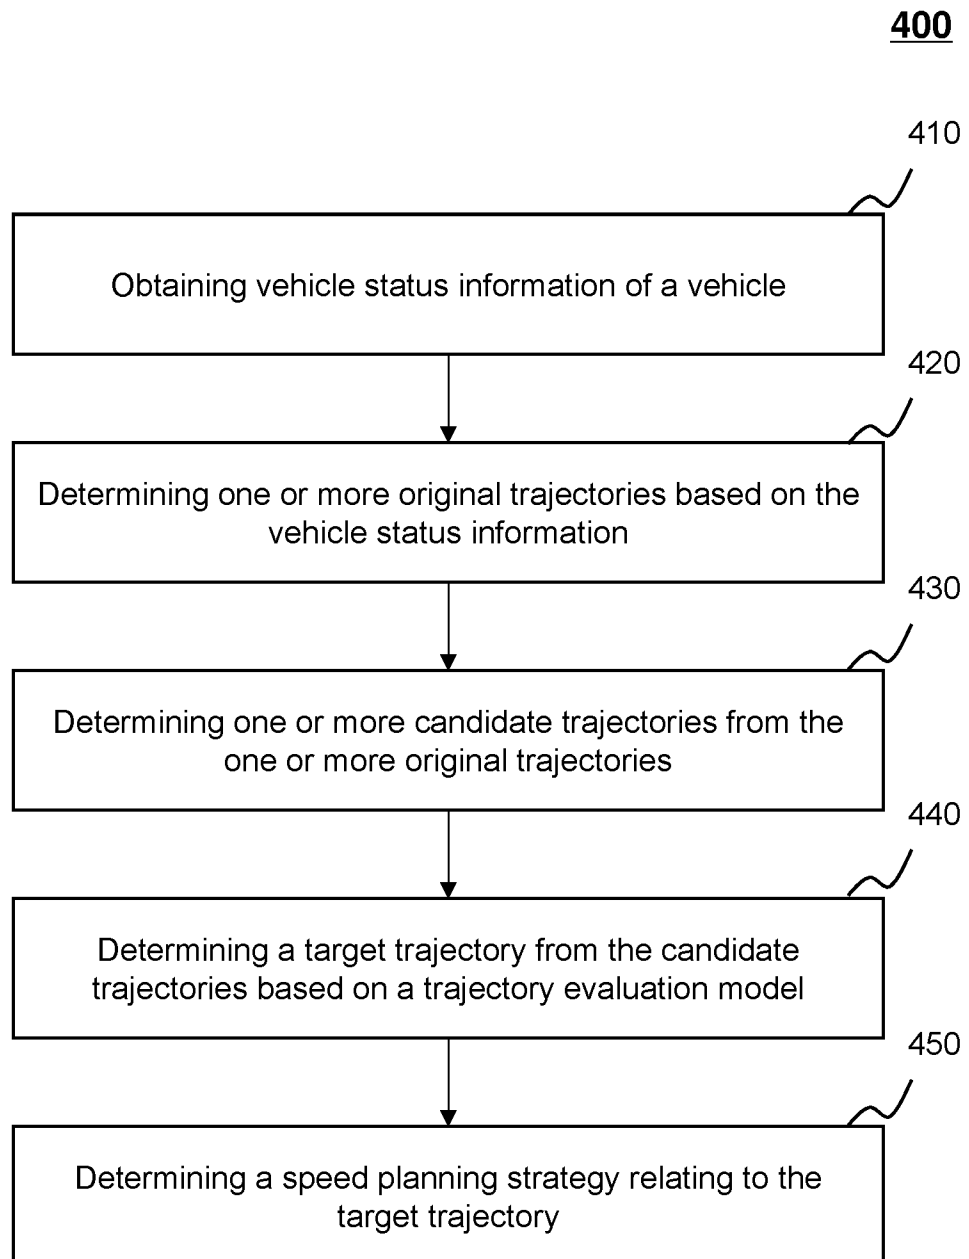 400
410
Obtaining vehicle status information of a vehicle
420
Determining one or more original trajectories based on the
vehicle status information
430
Determining one or more candidate trajectories from the
one or more original trajectories
440
Determining a target trajectory from the candidate
trajectories based on a trajectory evaluation model
450
Determining a speed planning strategy relating to the
target trajectory